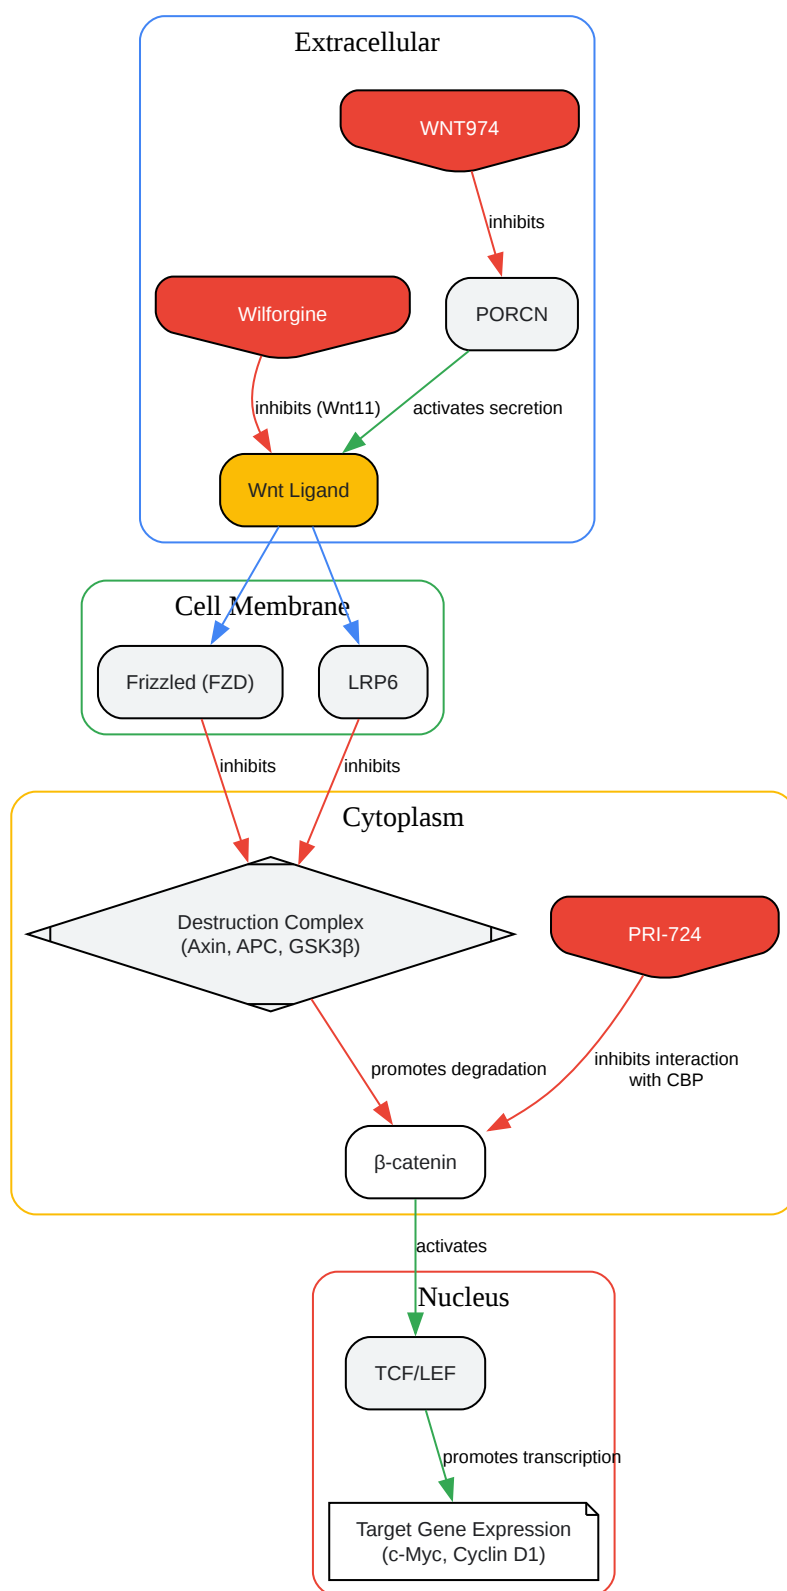 Extracellular
WNT974
inhibits
Wilforgine
PORCN
inhibits (Wnt11)
activates secretion
Wnt Ligand
Cell Membrane
Frizzled (FZD)
LRP6
inhibits
inhibits
Cytoplasm
Destruction Complex
(Axin, APC, GSK3β)
PRI-724
promotes degradation
inhibits interaction
with CBP
β-catenin
activates
Nucleus
TCF/LEF
promotes transcription
Target Gene Expression
(c-Myc, Cyclin D1)